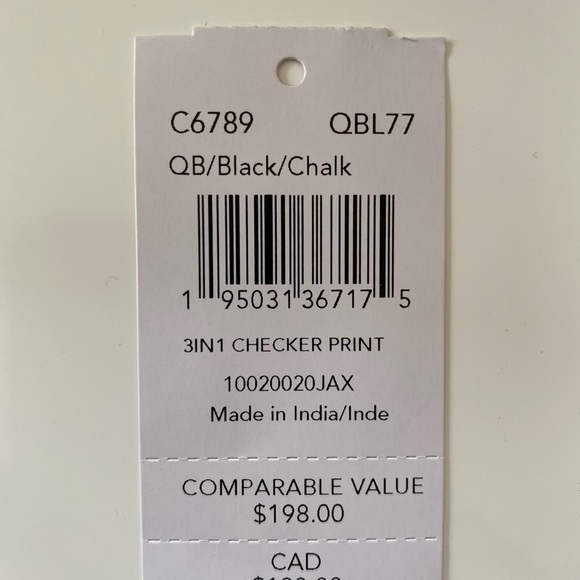 C6789 QBL77
QB/Black/Chalk
1 95031 36717 5
3IN1 CHECKER PRINT
10020020JAX
Made in India/Inde
COMPARABLE VALUE
$198.00
CAD